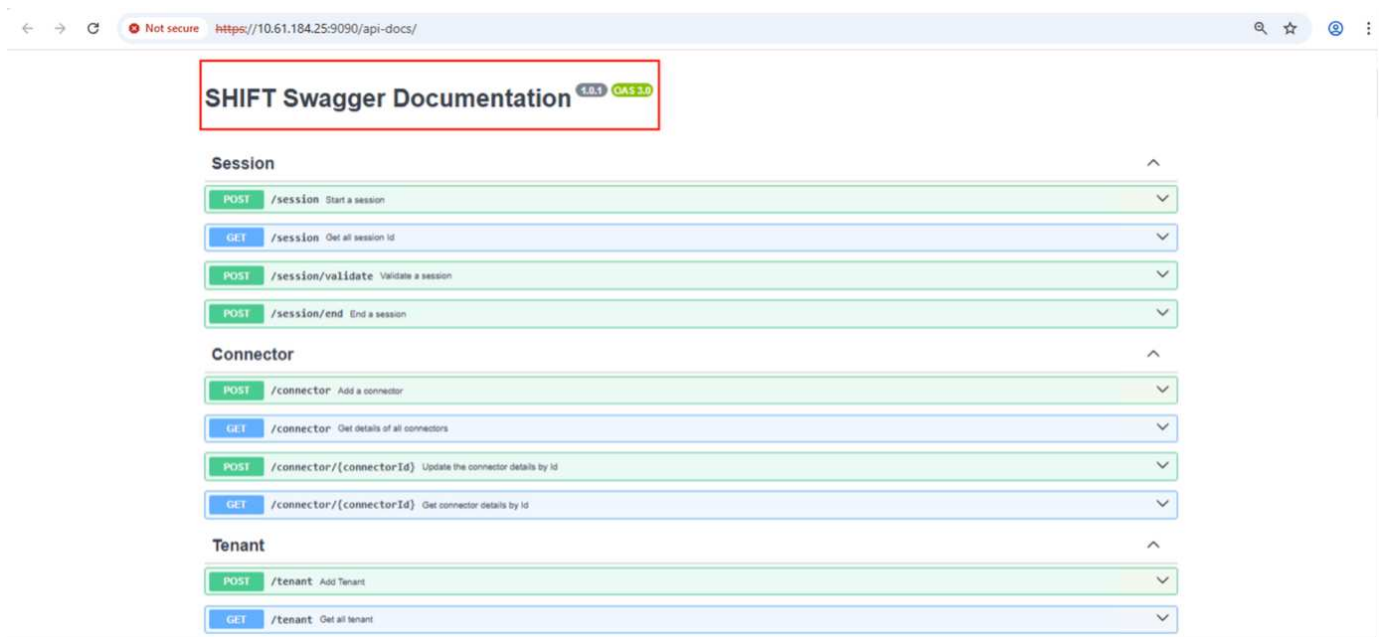 Not secure https://10.61.184.25:9090/api-docs/
SHIFT Swagger Documentation 1.0.1 OAS 3.0
Session
POST /session Start a session
GET /session Get all session Id
POST /session/validate Validate a session
POST /session/end End a session
Connector
POST /connector Add a connector
GET /connector Get details of all connectors
POST /connector/{connectorId} Update the connector details by Id
GET /connector/{connectorId} Get connector details by Id
Tenant
POST /tenant Add Tenant
GET /tenant Get all tenant